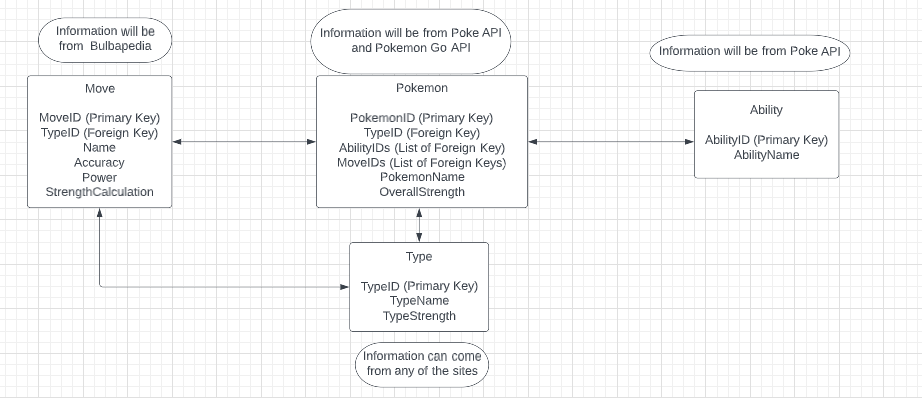 Information will be
from Bulbapedia
Move
MoveID (Primary Key)
TypeID (Foreign Key)
Name
Accuracy
Power
StrengthCalculation
Information will be from Poke API
and Pokemon Go API
Pokemon
PokemonID (Primary Key)
TypeID (Foreign Key)
AbilityIDs (List of Foreign Key)
MoveIDs (List of Foreign Keys)
PokemonName
OverallStrength
Information will be from Poke API
Ability
AbilityID (Primary Key)
AbilityName
Type
TypeID (Primary Key)
TypeName
TypeStrength
Information can come
from any of the sites